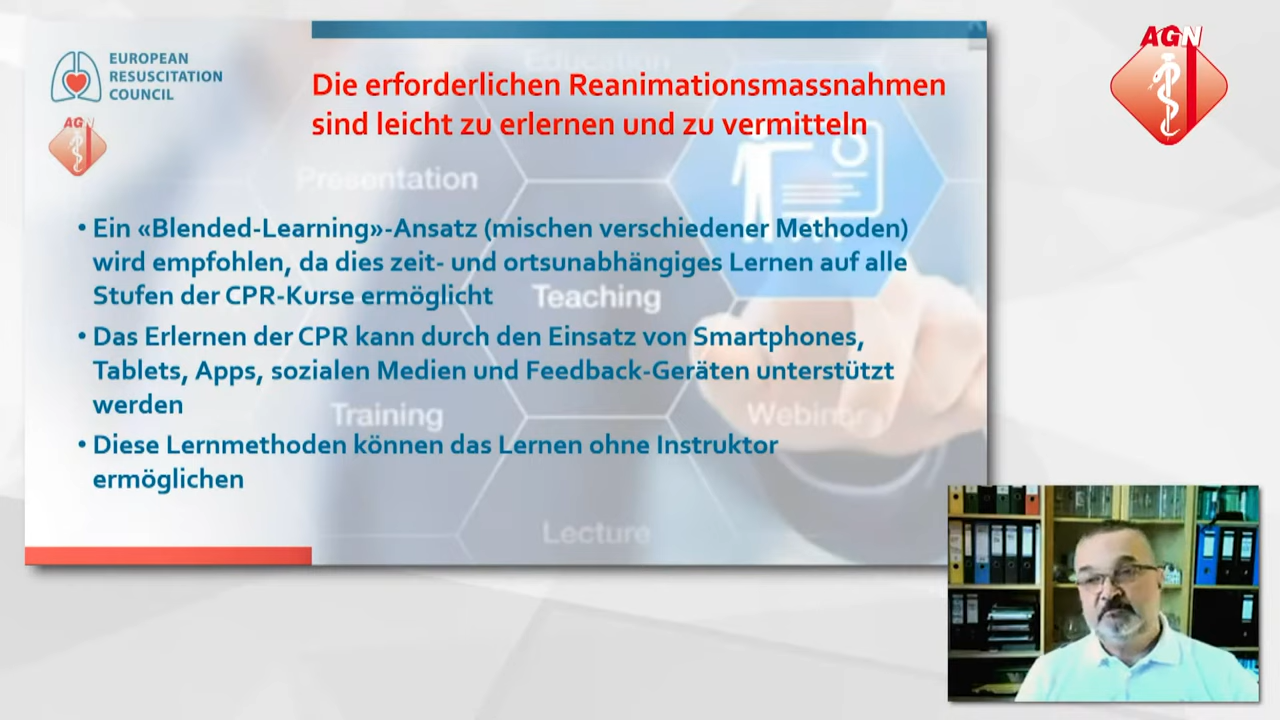 EUROPEAN
RESUSCITATION
COUNCIL
AGN
AGN
Die erforderlichen Reanimationsmassnahmen
sind leicht zu erlernen und zu vermitteln
Education
Presentation
• Ein «Blended-Learning»-Ansatz (mischen verschiedener Methoden)
wird empfohlen, da dies zeit- und ortsunabhängiges Lernen auf alle
Stufen der CPR-Kurse ermöglicht
Teaching
• Das Erlernen der CPR kann durch den Einsatz von Smartphones,
Tablets, Apps, sozialen Medien und Feedback-Geräten unterstützt
werden
Training
Webinar
• Diese Lernmethoden können das Lernen ohne Instruktor
ermöglichen
Lecture